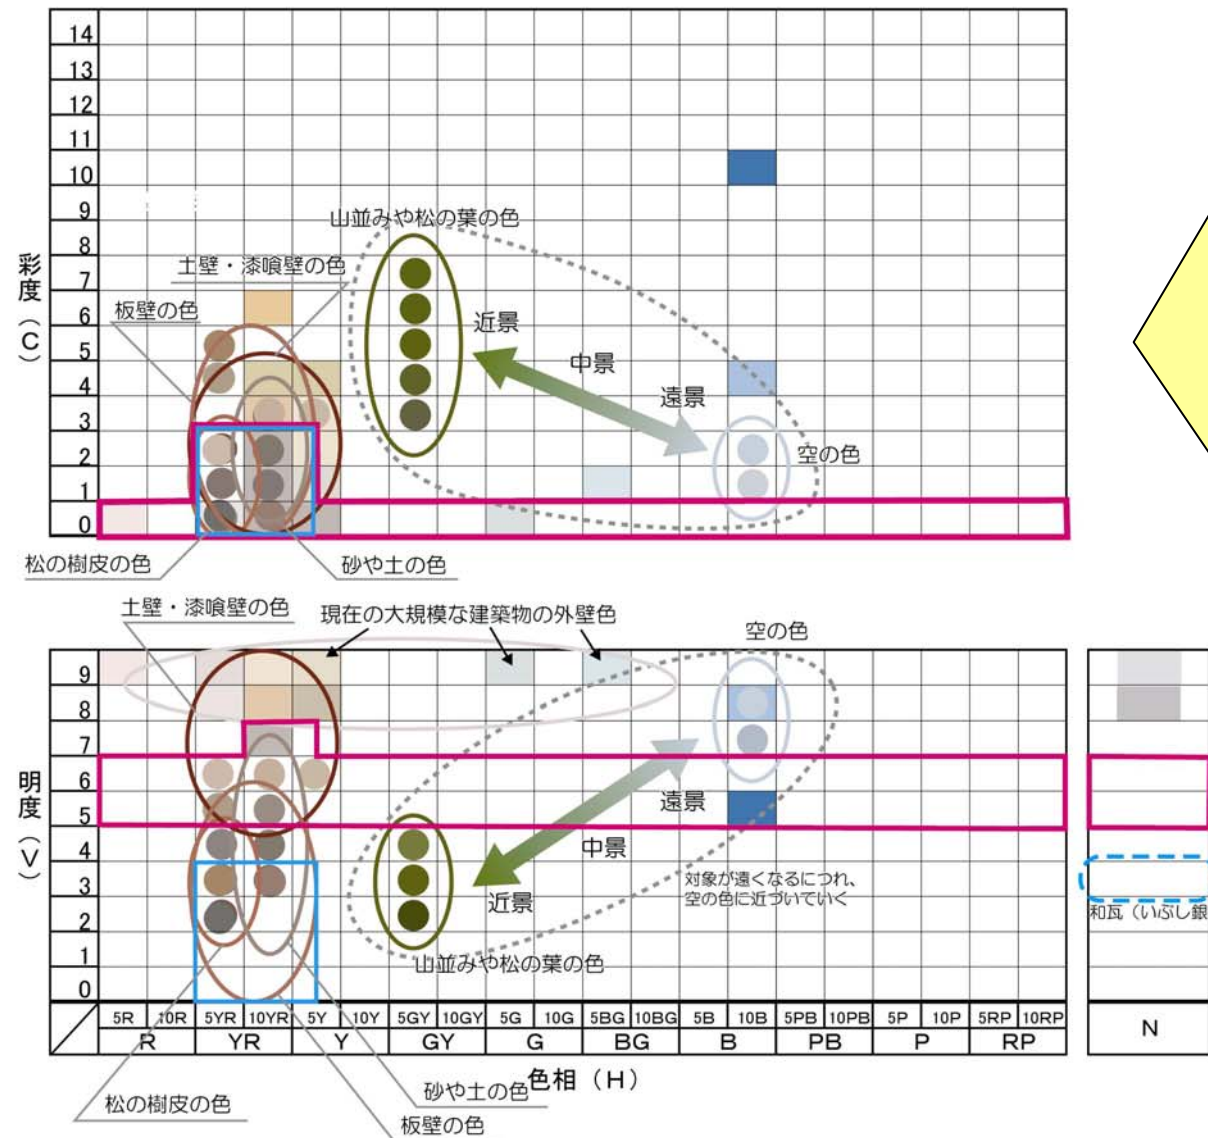 14
13
12
11
10
9
8
7
6
5
4
3
2
1
0
彩度（C）
山並みや松の葉の色
土壁・漆喰壁の色
板壁の色
近景
中景
遠景
空の色
松の樹皮の色
砂や土の色
土壁・漆喰壁の色
現在の大規模な建築物の外壁色
空の色
9
8
7
6
5
4
3
2
1
0
明度（V）
遠景
中景
近景
対象が遠くなるにつれ、
空の色に近づいていく
山並みや松の葉の色
和瓦（いぶし銀
5R 10R 5YR 10YR 5Y 10Y 5GY 10GY 5G 10G 5BG 10BG 5B 10B 5PB 10PB 5P 10P 5RP 10RP
R YR Y GY G BG B PB P RP
N
色相（H）
松の樹皮の色
砂や土の色
板壁の色